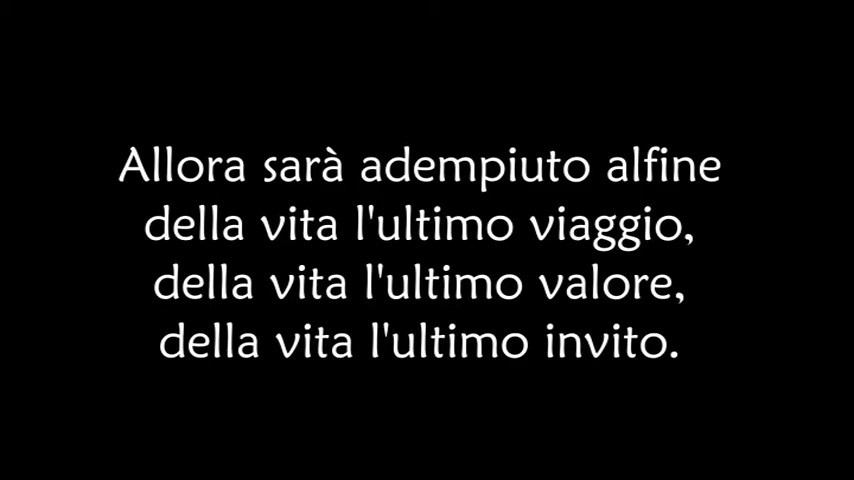 Allora sarà adempiuto alfine
della vita l'ultimo viaggio,
della vita l'ultimo valore,
della vita l'ultimo invito.